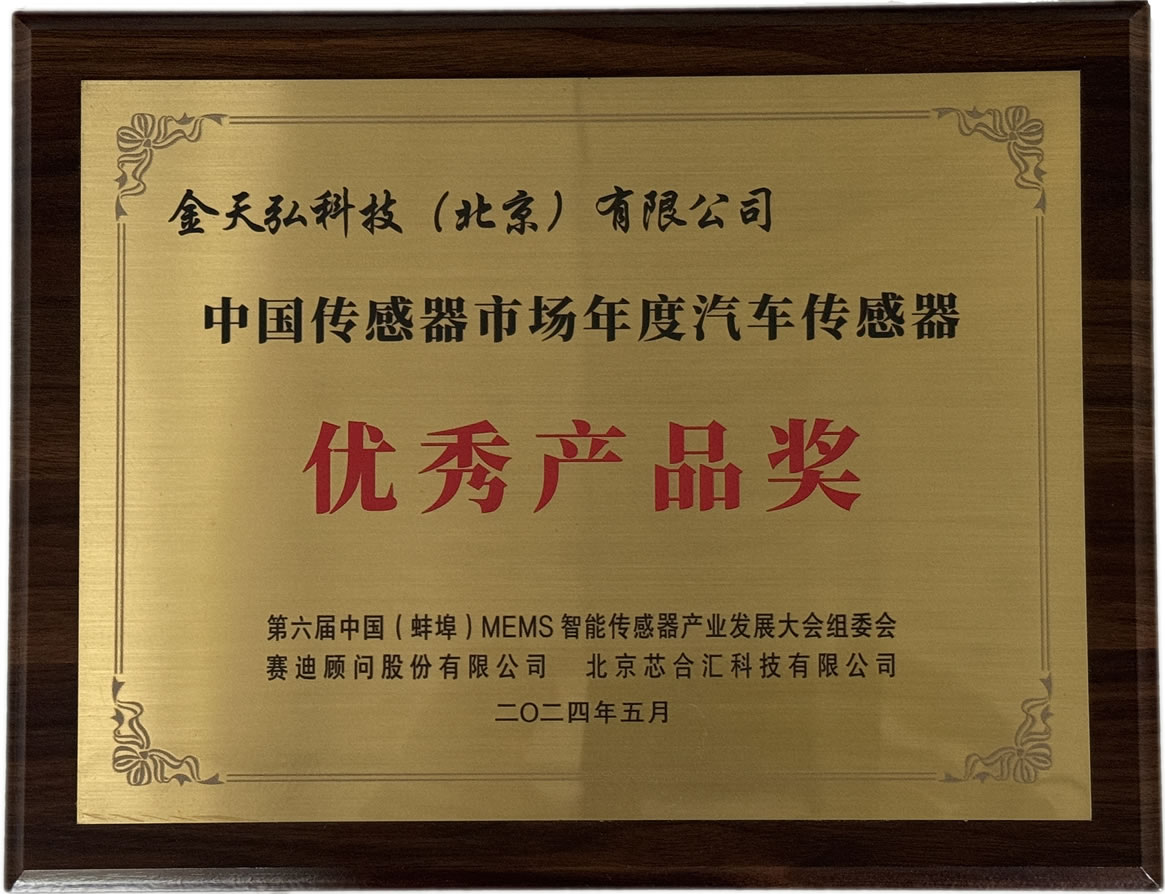 金天弘科技（北京）有限公司
中国传感器市场年度汽车传感器
优秀产品奖
第六届中国（蚌埠）MEMS 智能传感器产业发展大会组委会
赛迪顾问股份有限公司 北京芯合汇科技有限公司
二〇二四年五月